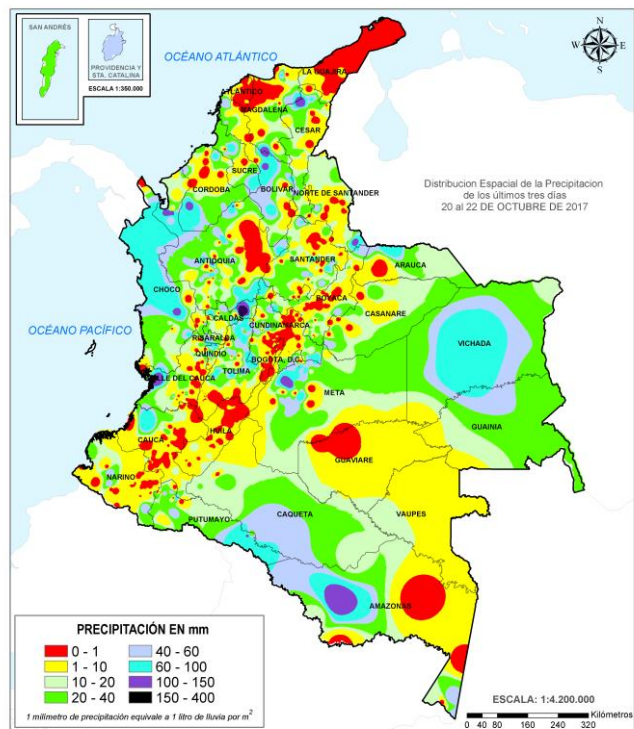 SAN ANDRÉS
PROVIDENCIA Y
STA. CATALINA
ESCALA 1:350.000
OCÉANO ATLÁNTICO
N
W E
S
LA GUAJIRA
ATLÁNTICO
MAGDALENA
CESAR
SUCRE
CORDOBA
BOLIVAR
NORTE DE SANTANDER
Distribucion Espacial de la Precipitacion
de los últimos tres días
20 al 22 DE OCTUBRE DE 2017
ANTIOQUIA
SANTANDER
ARAUCA
CHOCO
BOYACA
CASANARE
CALDAS
CUNDINAMARCA
OCÉANO PACÍFICO
RISARALDA
VICHADA
QUINDIO
BOGOTA, D.C.
TOLIMA
VALLE DEL CAUCA
META
GUAINIA
HUILA
CAUCA
GUAVIARE
NARIÑO
PUTUMAYO
CAQUETA
VAUPES
AMAZONAS
PRECIPITACIÓN EN mm
0 - 1 40 - 60
1 - 10 60 - 100
10 - 20 100 - 150
20 - 40 150 - 400
1 milímetro de precipitación equivale a 1 litro de lluvia por m²
ESCALA: 1:4.200.000
Kilómetros
0 40 80 160 240 320